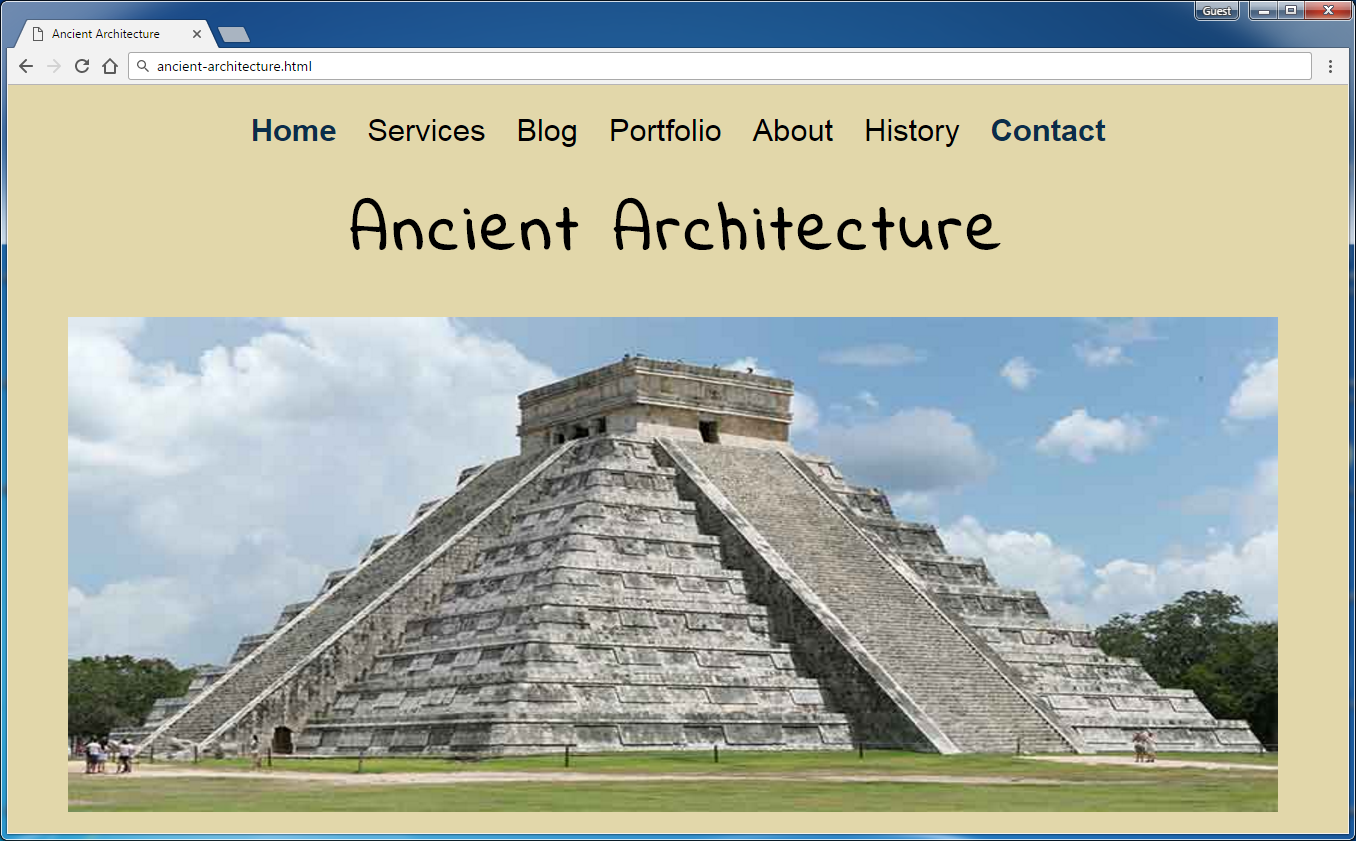 Guest
Ancient Architecture
ancient-architecture.html
Home Services Blog Portfolio About History Contact
Ancient Architecture